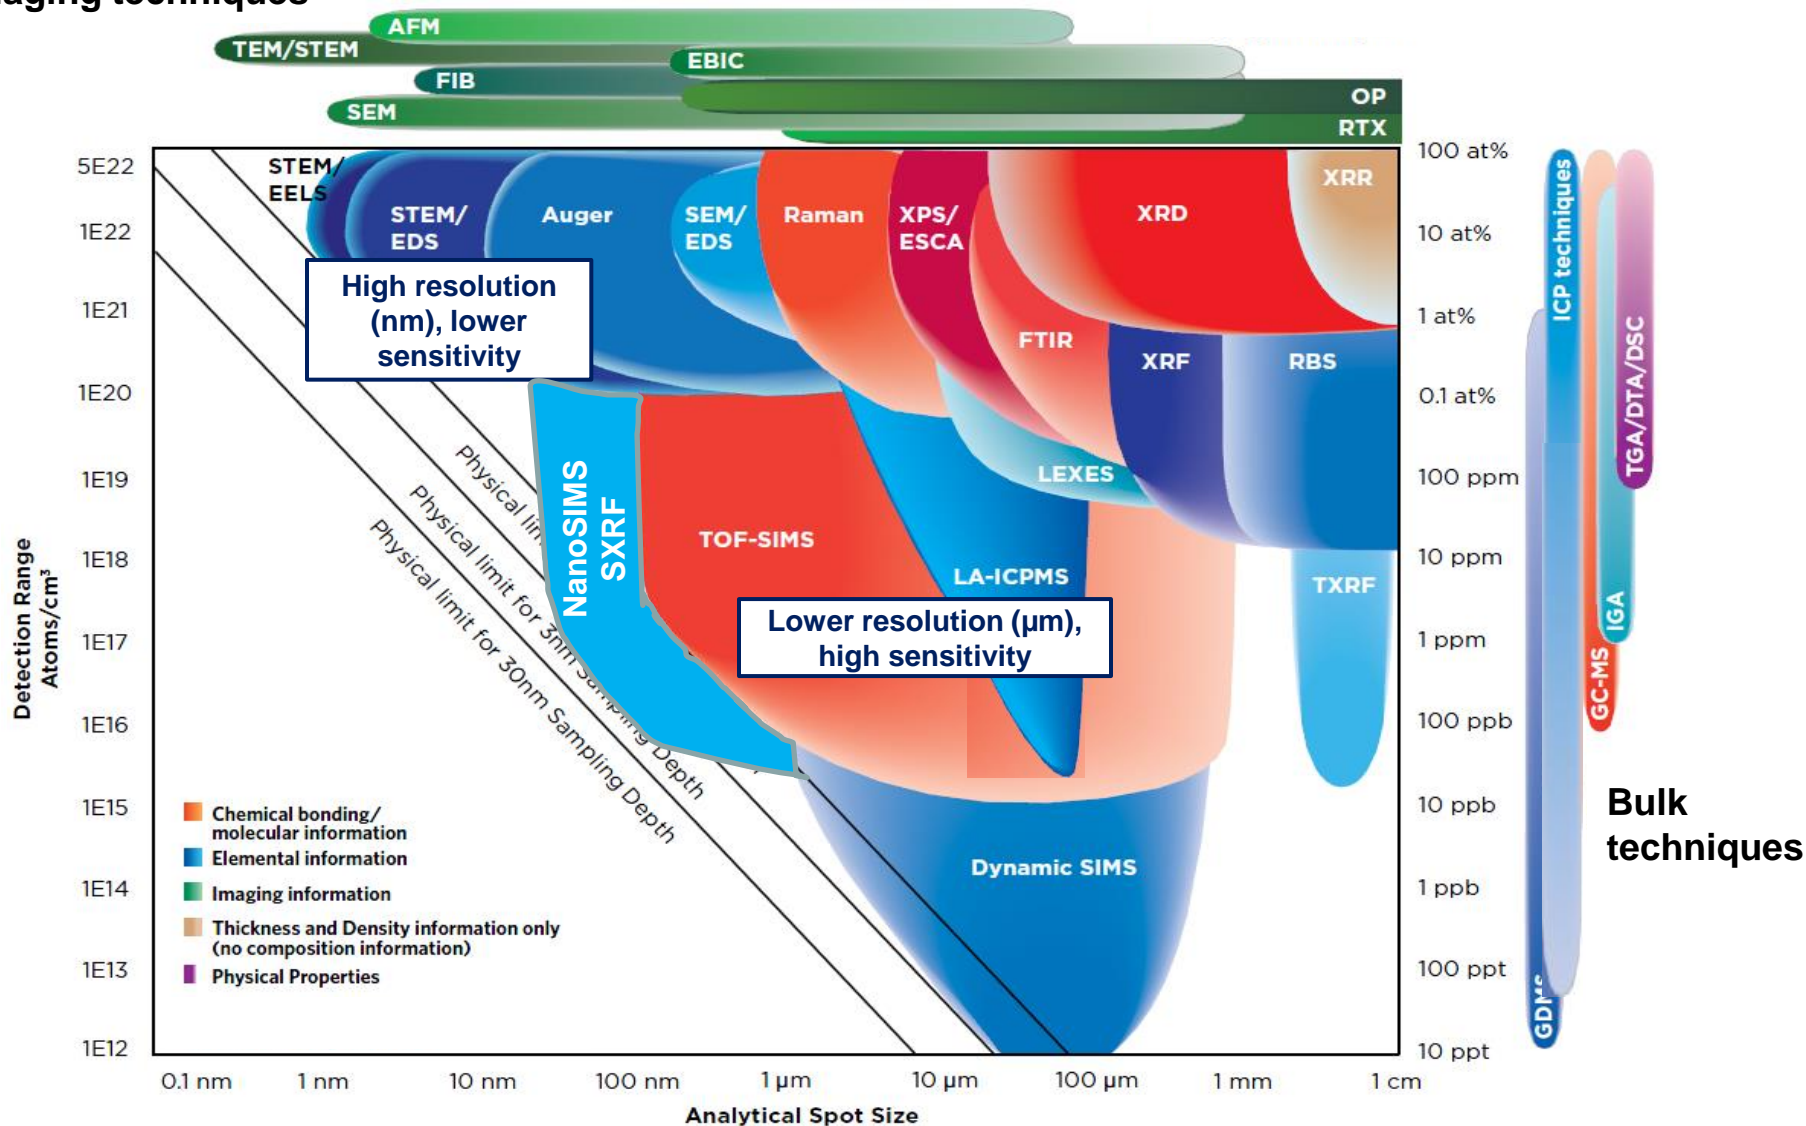 aging techniques
AFM
TEM/STEM
EBIC
FIB
OP
SEM
RTX
5E22
1E22
1E21
1E20
1E19
1E18
1E17
1E16
1E15
1E14
1E13
1E12
Detection Range
Atoms/cm³
STEM/
EELS
STEM/
EDS
Auger
SEM/
EDS
Raman
XPS/
ESCA
XRD
XRR
High resolution
(nm), lower
sensitivity
FTIR
XRF
RBS
LEXES
NanoSIMS
SXRF
TOF-SIMS
LA-ICPMS
TXRF
Lower resolution (µm),
high sensitivity
Dynamic SIMS
Physical lim
Physical limit for 3nm Sampling Depth
Physical limit for 30nm Sampling Depth
Chemical bonding/
molecular information
Elemental information
Imaging information
Thickness and Density information only
(no composition information)
Physical Properties
100 at%
10 at%
1 at%
0.1 at%
100 ppm
10 ppm
1 ppm
100 ppb
10 ppb
1 ppb
100 ppt
10 ppt
GDMS
ICP techniques
GC-MS
IGA
TGA/DTA/DSC
Bulk
techniques
0.1 nm
1 nm
10 nm
100 nm
1 µm
10 µm
100 µm
1 mm
1 cm
Analytical Spot Size